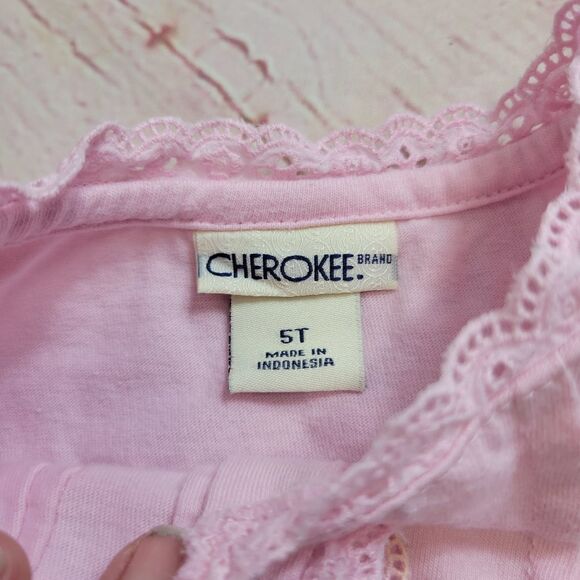 CHEROKEE. BRAND
5T
MADE IN
INDONESIA